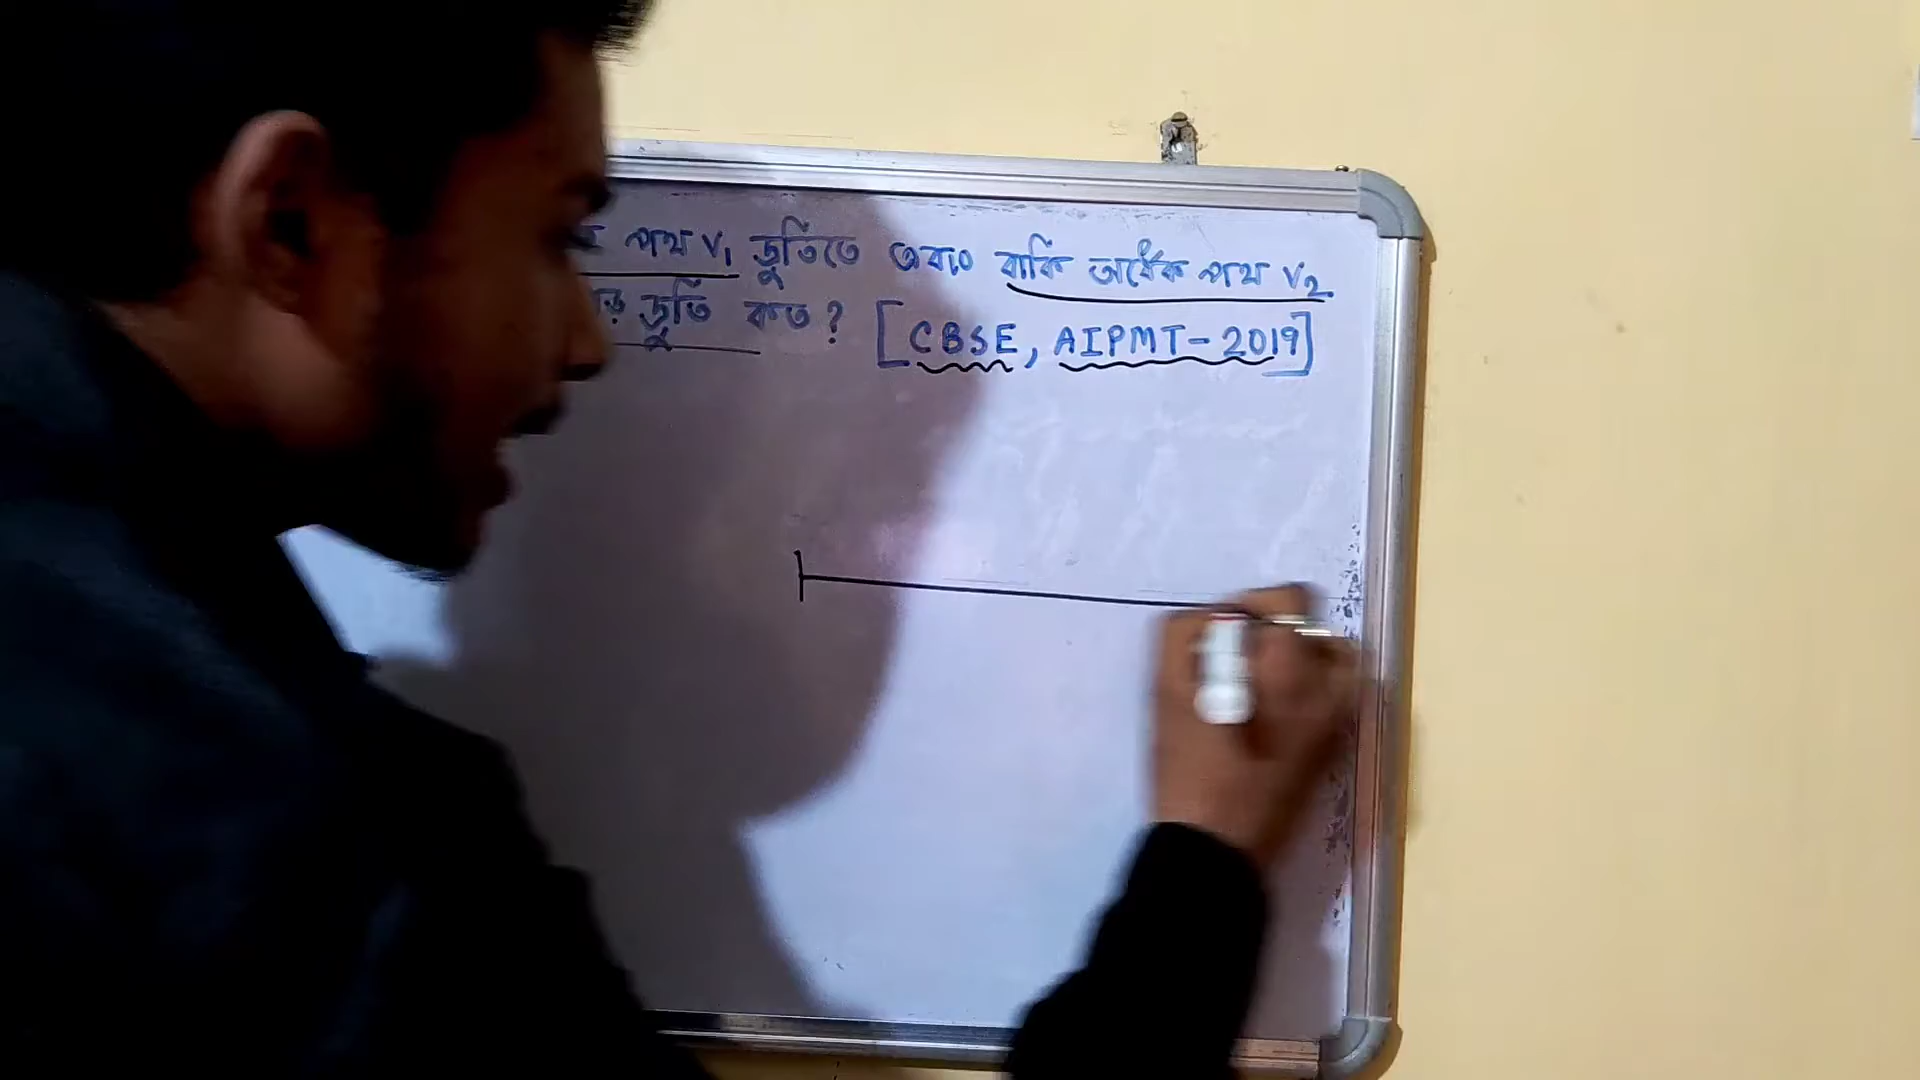 পথ V₁ দ্রুতিতে এবং বাকি অর্ধেক পথ V₂
দ্রুতি কত? [CBSE, AIPMT-2019]